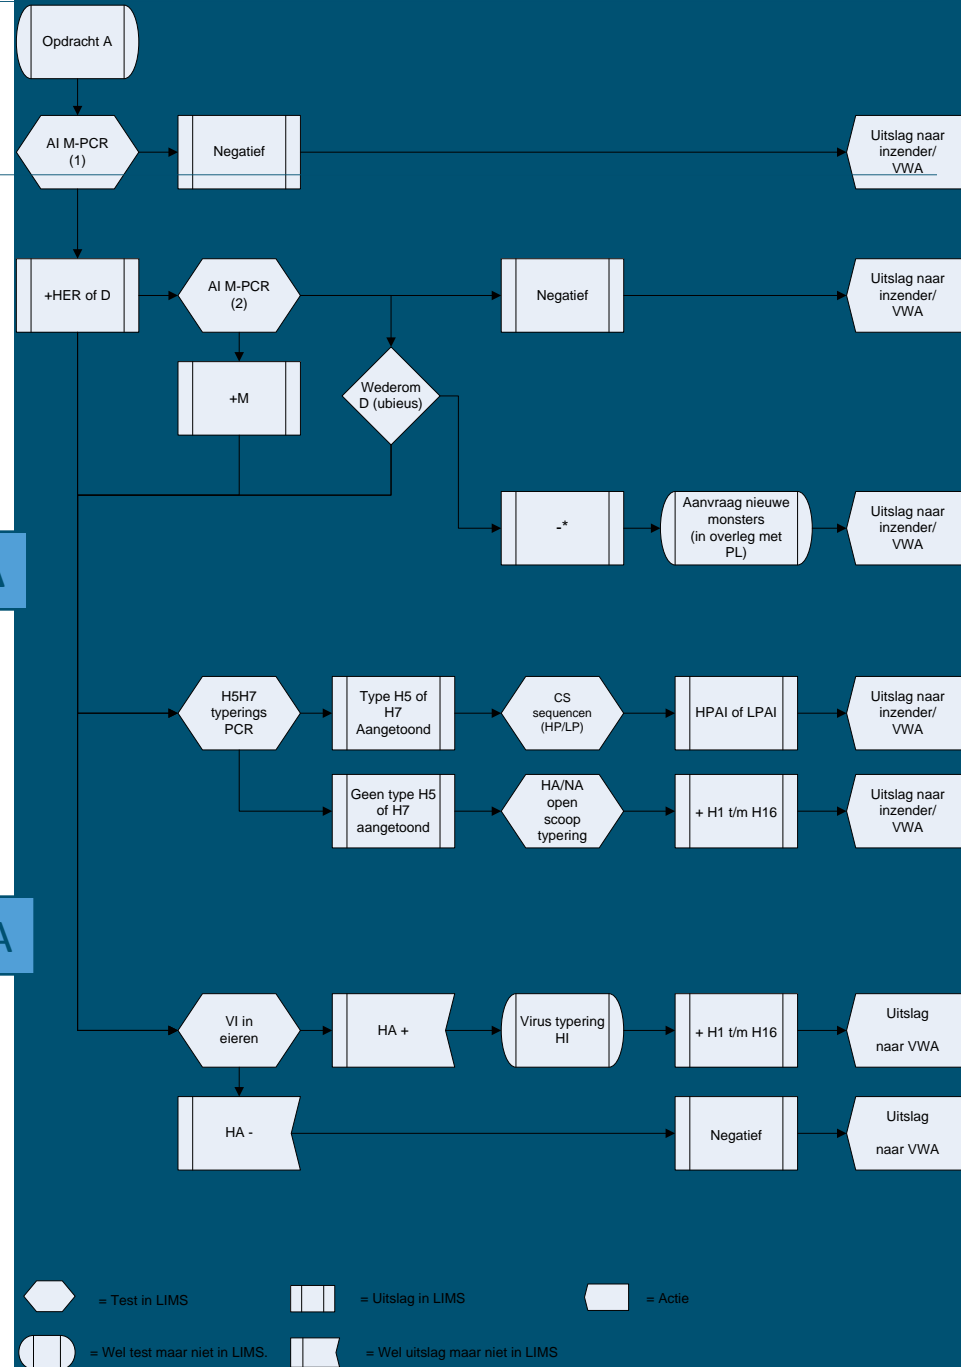 Opdracht A
AI M-PCR
(1)
Negatief
Uitslag naar
inzender/
VWA
+HER of D
AI M-PCR
(2)
Negatief
Uitslag naar
inzender/
VWA
+M
Wederom
D (ubieus)
-*
Aanvraag nieuwe
monsters
(in overleg met
PL)
Uitslag naar
inzender/
VWA
A
H5H7
typerings
PCR
Type H5 of
H7
Aangetoond
CS
sequencen
(HP/LP)
HPAI of LPAI
Uitslag naar
inzender/
VWA
Geen type H5
of H7
aangetoond
HA/NA
open
scoop
typering
+ H1 t/m H16
Uitslag naar
inzender/
VWA
A
VI in
eieren
HA +
Virus typering
HI
+ H1 t/m H16
Uitslag
naar VWA
HA -
Negatief
Uitslag
naar VWA
= Test in LIMS
= Uitslag in LIMS
= Actie
= Wel test maar niet in LIMS.
= Wel uitslag maar niet in LIMS